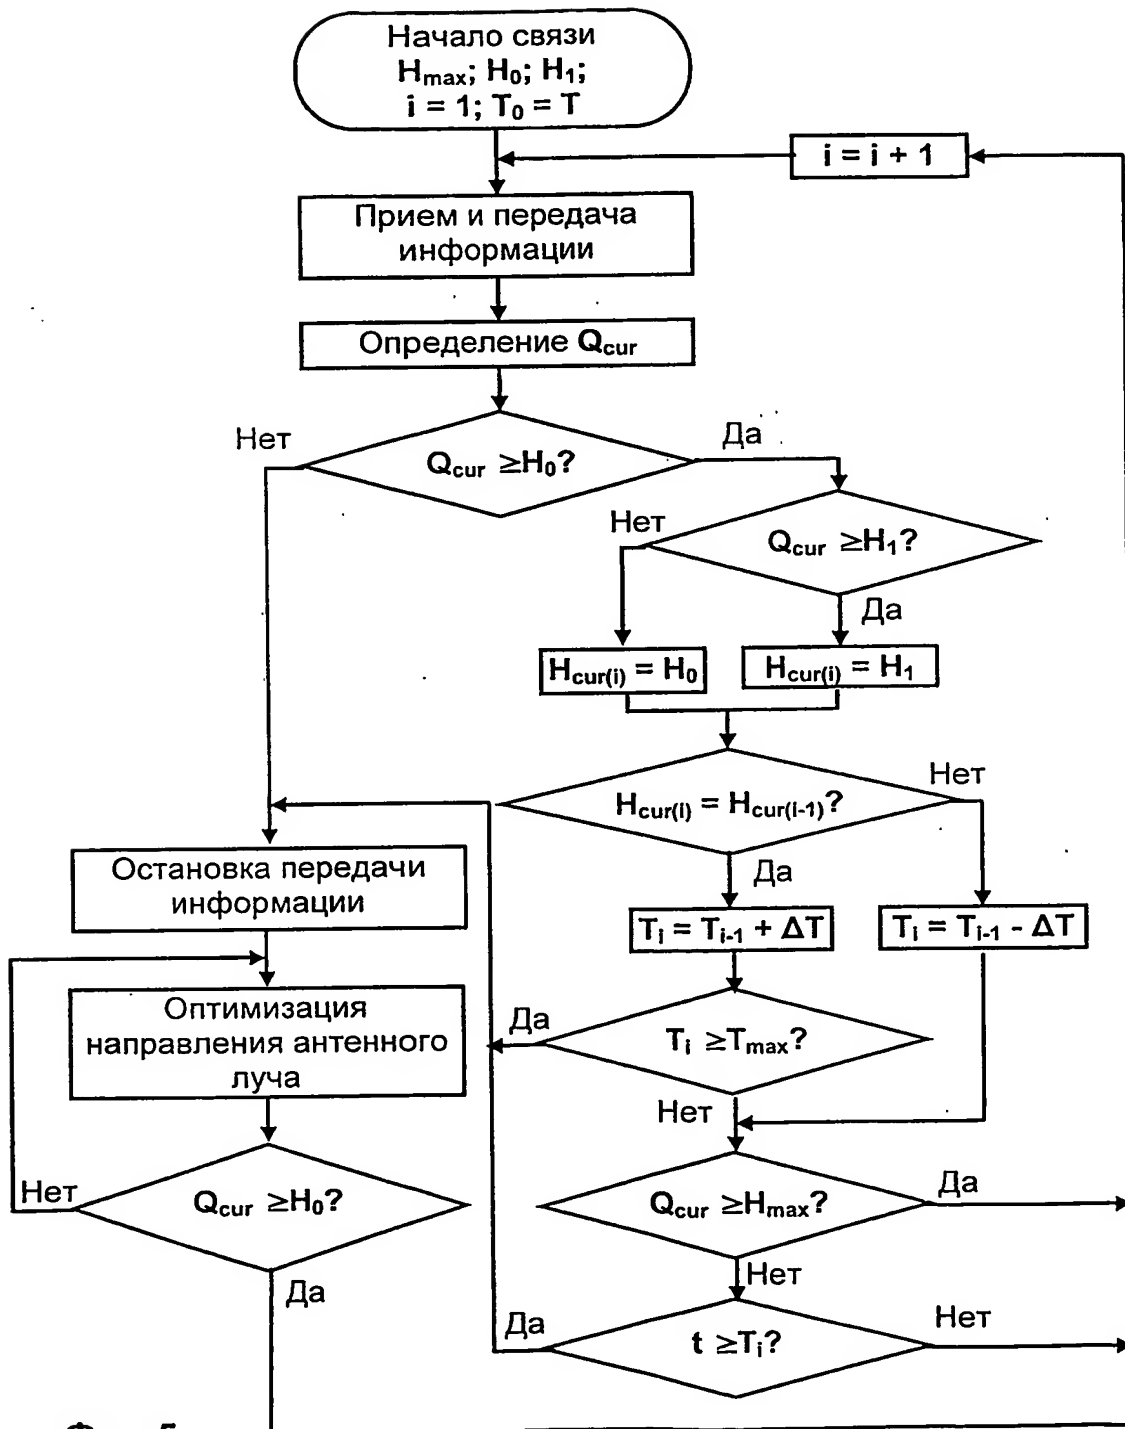 Начало связи
Hmax; H0; H1;
i = 1; T0 = T
i = i + 1
Прием и передача
информации
Определение Qcur
Нет
Да
Qcur ≥H0?
Нет
Qcur ≥H1?
Да
Hcur(i) = H0
Hcur(i) = H1
Нет
Hcur(i) = Hcur(i-1)?
Да
Остановка передачи
информации
Ti = Ti-1 + ΔT
Ti = Ti-1 - ΔT
Оптимизация
направления антенного
луча
Да
Ti ≥Tmax?
Нет
Нет
Qcur ≥H0?
Qcur ≥Hmax?
Да
Нет
Да
Да
t ≥Ti?
Нет